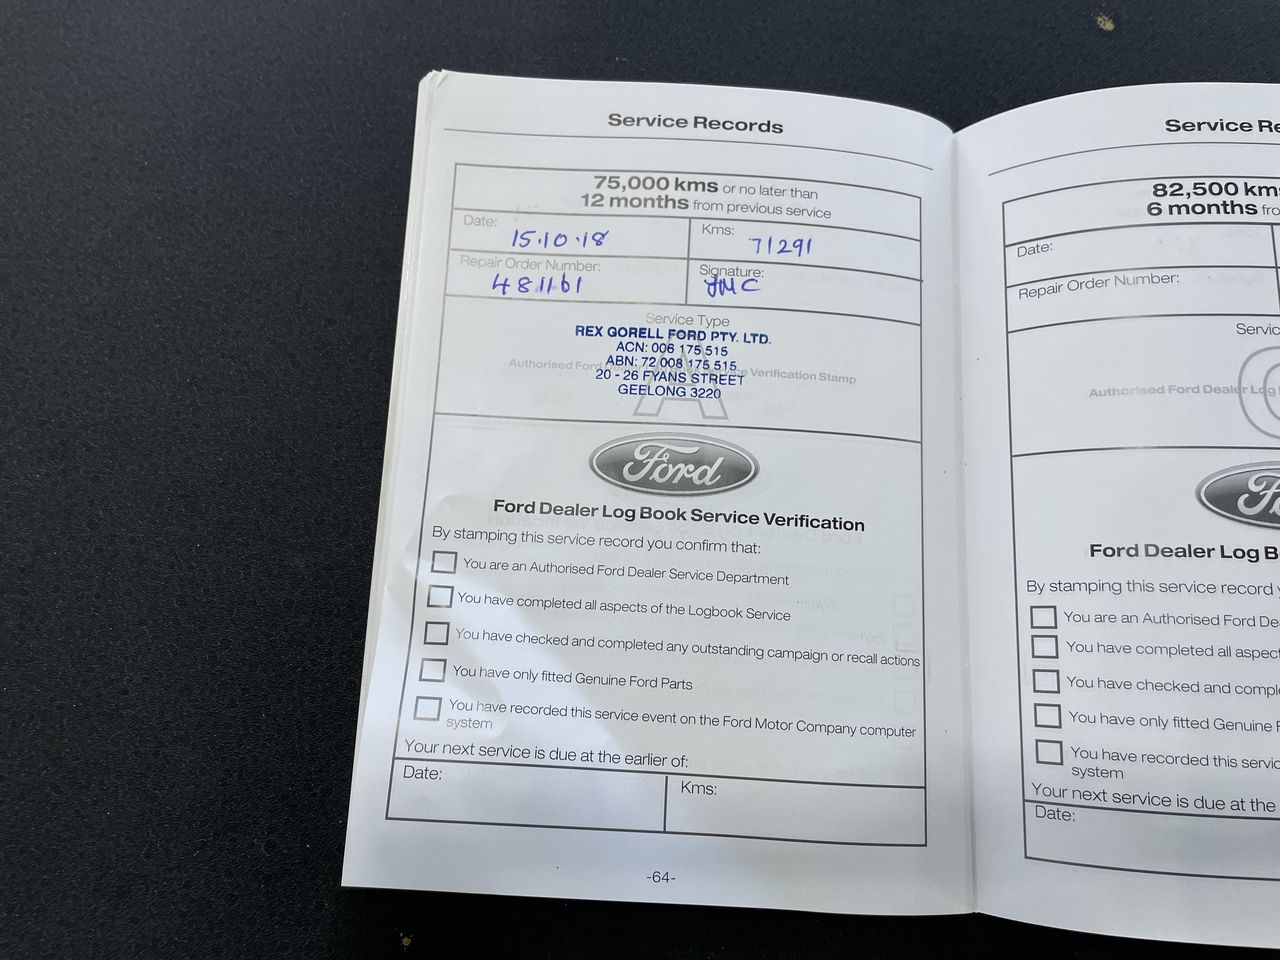 Service Records
75,000 kms or no later than
12 months from previous service
Date:
15.10.18
Kms:
71291
Repair Order Number:
481161
Signature:
Service Type
REX GORELL FORD PTY. LTD.
ACN: 006 175 515
ABN: 72 008 175 515
Authorised Ford Service Verification Stamp
A
20 - 26 FYANS STREET
GEELONG 3220
Ford
Ford Dealer Log Book Service Verification
By stamping this service record you confirm that:
You are an Authorised Ford Dealer Service Department
You have completed all aspects of the Logbook Service
You have checked and completed any outstanding campaign or recall actions
You have only fitted Genuine Ford Parts
You have recorded this service event on the Ford Motor Company computer
system
Your next service is due at the earlier of:
Date:
Kms:
-64-
Service Re
82,500 kms
6 months fro
Date:
Repair Order Number:
Servic
Authorised Ford Dealer Log
Fo
Ford Dealer Log B
By stamping this service record y
You are an Authorised Ford De
You have completed all aspect
You have checked and comple
You have only fitted Genuine F
You have recorded this servic
system
Your next service is due at the
Date: